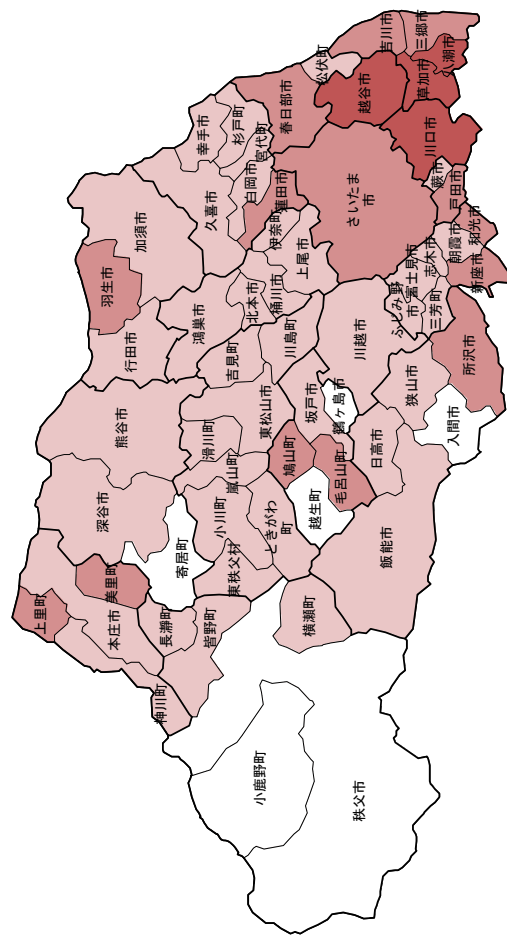 吉川市
三郷市
八潮市
松伏町
越谷市
草加市
川口市
春日部市
幸手市
杉戸町
宮代町
白岡市
蓮田市
さいたま
市
蕨市
戸田市
久喜市
伊奈町
上尾市
加須市
羽生市
行田市
鴻巣市
北本市
桶川市
川島町
吉見町
川越市
ふじみ野
市
富士見市
志木市
朝霞市
和光市
新座市
三芳町
所沢市
狭山市
入間市
日高市
坂戸市
鶴ヶ島市
東松山市
滑川町
嵐山町
熊谷市
深谷市
鳩山町
毛呂山町
越生町
小川町
ときがわ
町
寄居町
東秩父村
飯能市
横瀬町
美里町
上里町
本庄市
長瀞町
皆野町
神川町
小鹿野町
秩父市